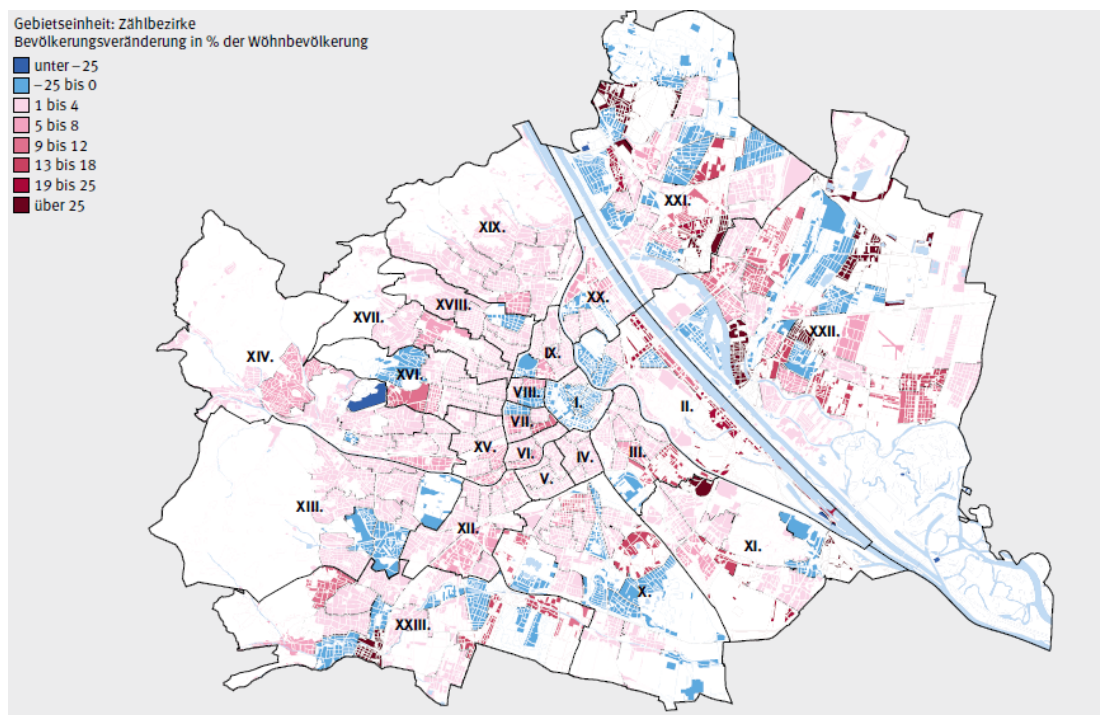 Gebietseinheit: Zählbezirke
Bevölkerungsveränderung in % der Wöhnbevölkerung
unter –25
–25 bis 0
1 bis 4
5 bis 8
9 bis 12
13 bis 18
19 bis 25
über 25
XXI.
XIX.
XX.
XVIII.
XVII.
XXII.
IX.
XIV.
XVI.
VIII.
I.
II.
VII.
XV.
VI.
IV.
III.
V.
XIII.
XII.
XI.
X.
XXIII.